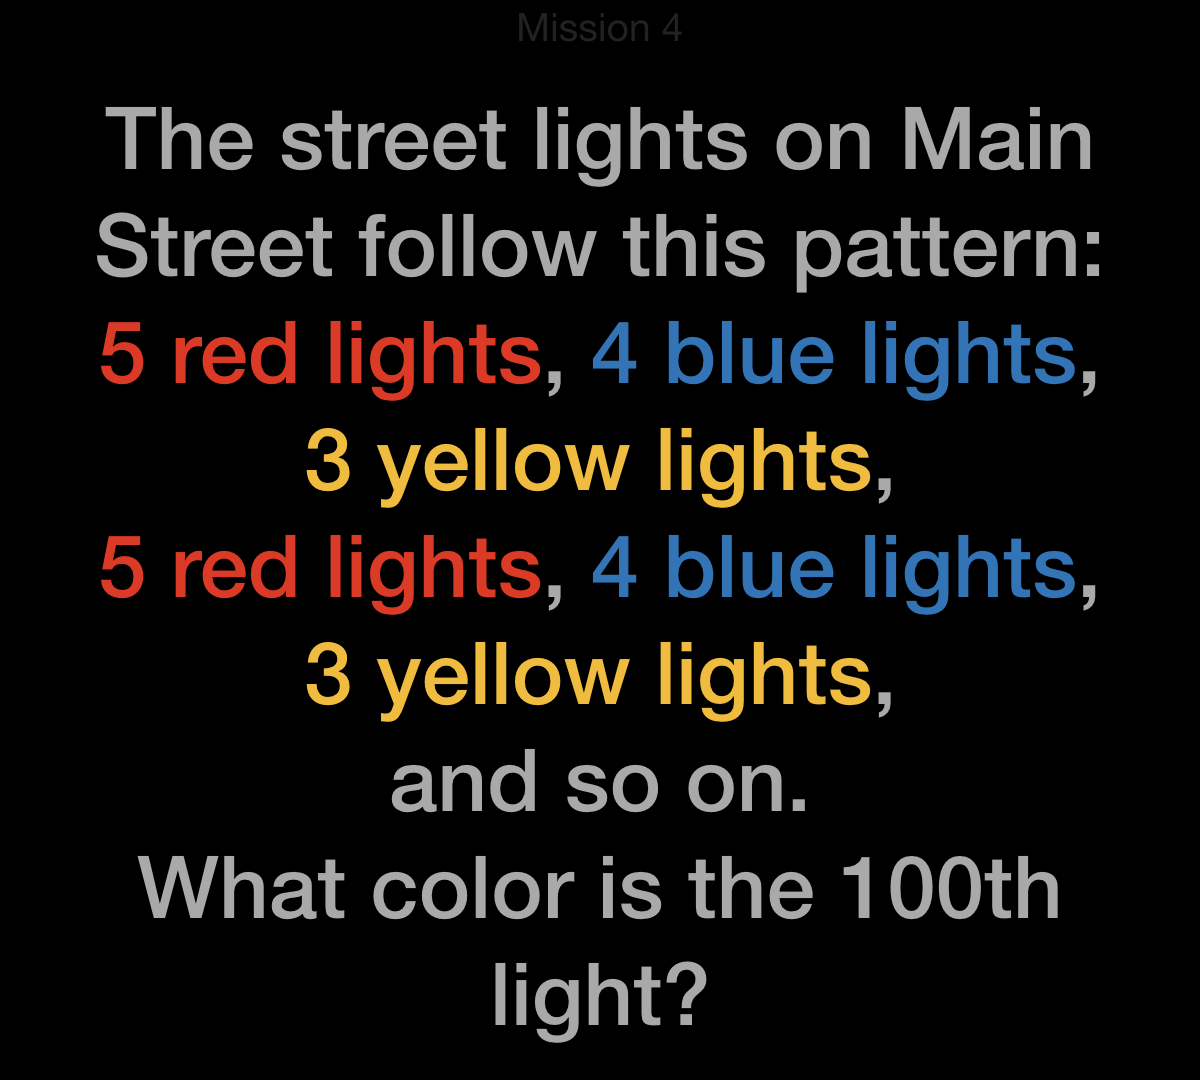 Mission 4
The street lights on Main
Street follow this pattern:
5 red lights, 4 blue lights,
3 yellow lights,
5 red lights, 4 blue lights,
3 yellow lights,
and so on.
What color is the 100th
light?